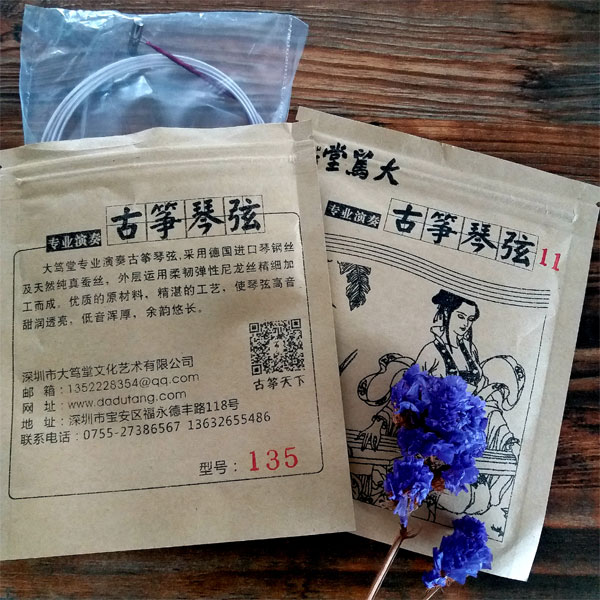 专业演奏 古筝琴弦
大笃堂专业演奏古筝琴弦,采用德国进口琴钢丝
及天然纯真蚕丝，外层运用柔韧弹性尼龙丝精细加
工而成。优质的源材料，精湛的工艺，使琴弦高音
甜润透亮，低音浑厚，余韵悠长。
古筝天下
深圳市大笃堂文化艺术有限公司
邮 箱：1352228354@qq.com
网 址：www.dadutang.com
地 址：深圳市宝安区福永德丰路118号
联系电话：0755-27386567 13632655486
型号：135
堂篤大
专业演奏 古筝琴弦
11